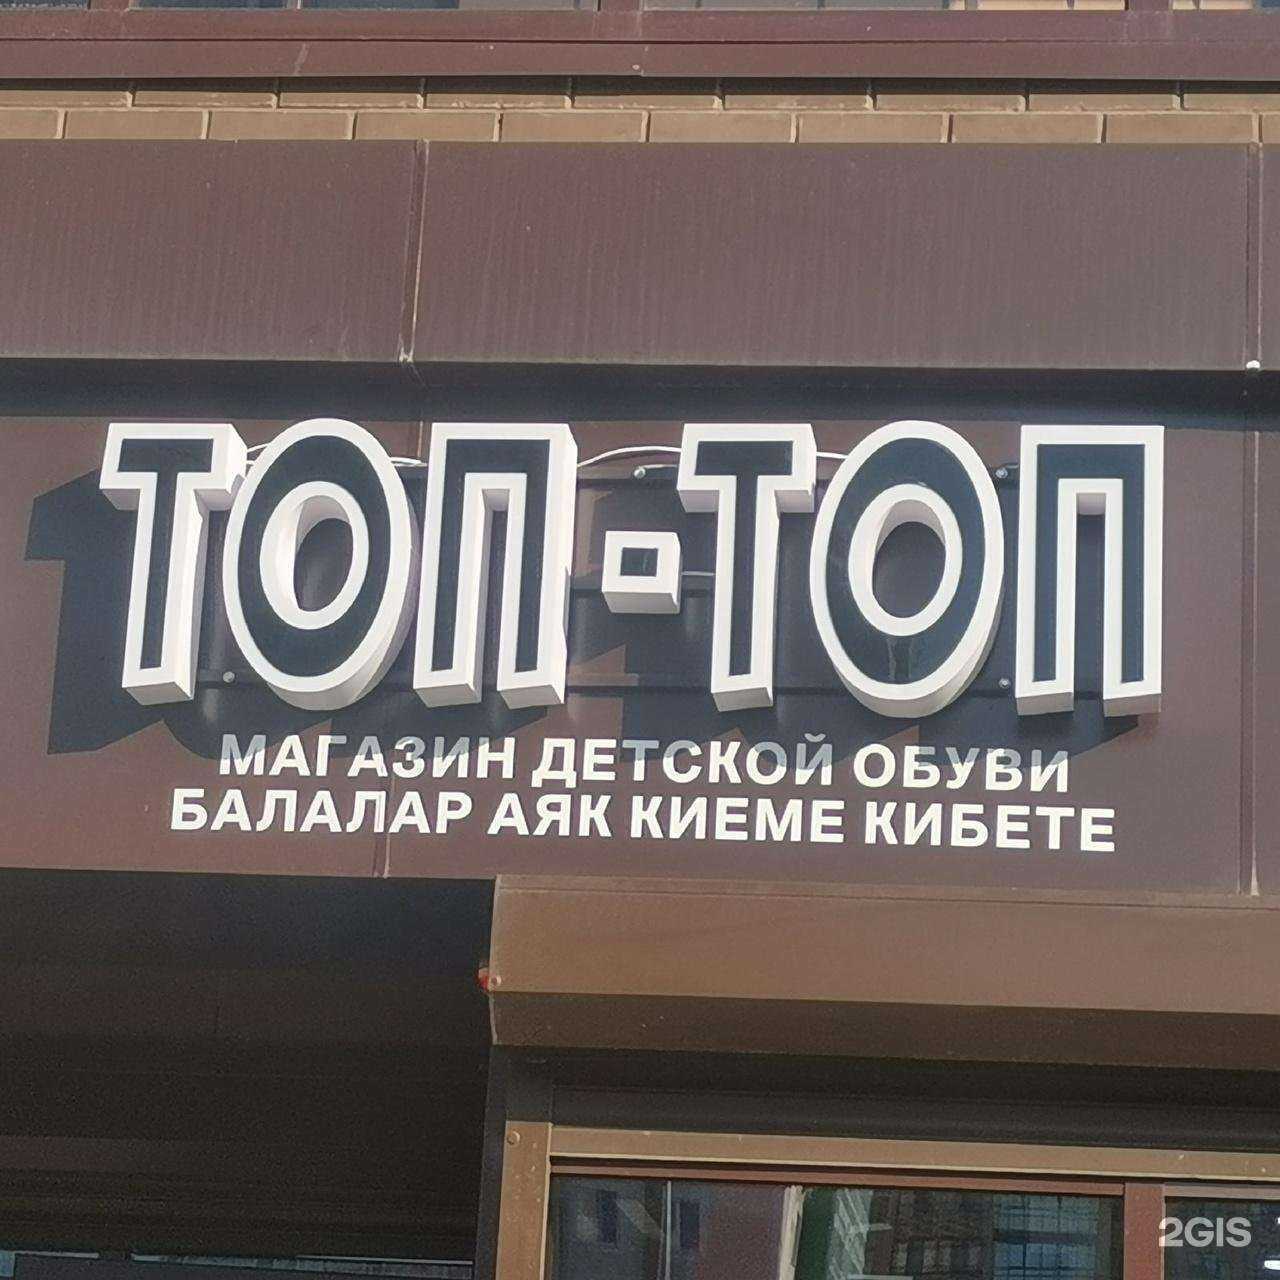 ТОП-ТОП
МАГАЗИН ДЕТСКОЙ ОБУВИ
БАЛАЛАР АЯК КИЕМЕ КИБЕТЕ
2GIS